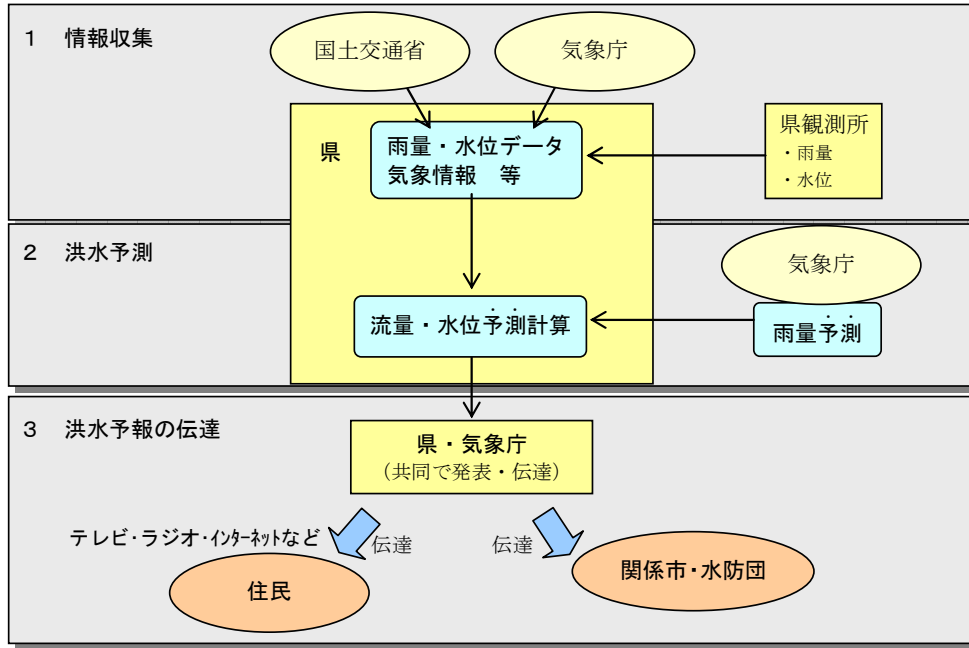 1 情報収集
国土交通省
気象庁
県
雨量・水位データ
気象情報 等
県観測所
・雨量
・水位
2 洪水予測
気象庁
流量・水位予測計算
雨量予測
3 洪水予報の伝達
県・気象庁
(共同で発表・伝達)
テレビ・ラジオ・インターネットなど
伝達
伝達
住民
関係市・水防団